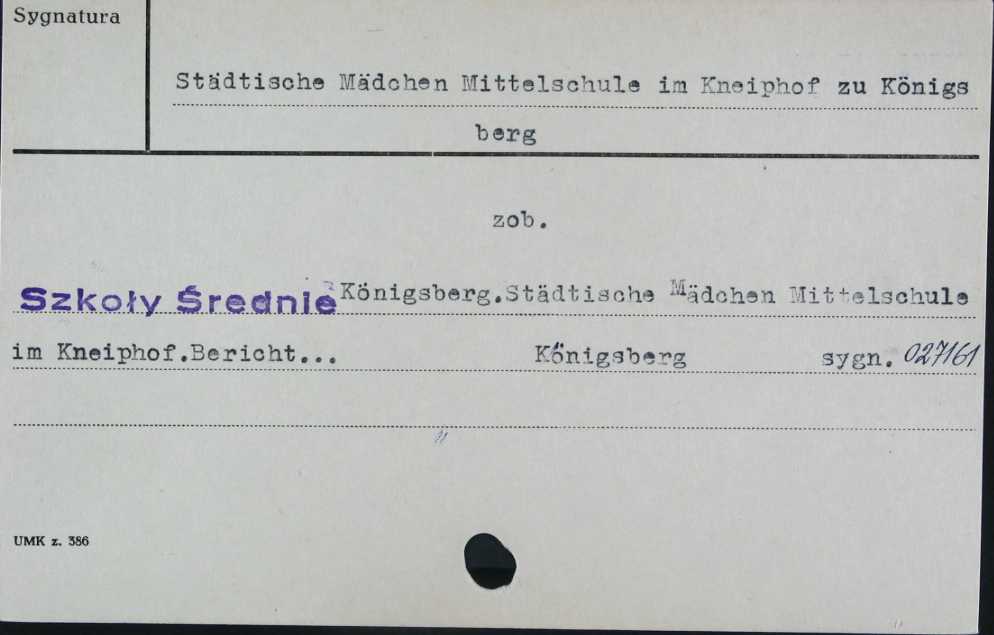 Sygnatura
Städtische Mädchen Mittelschule im Kneiphof zu Königs
berg
zob.
Szkoły Średnie Königsberg.Städtische Mädchen Mittelschule
im Kneiphof.Bericht... Königsberg sygn. 027161
UMK z. 386